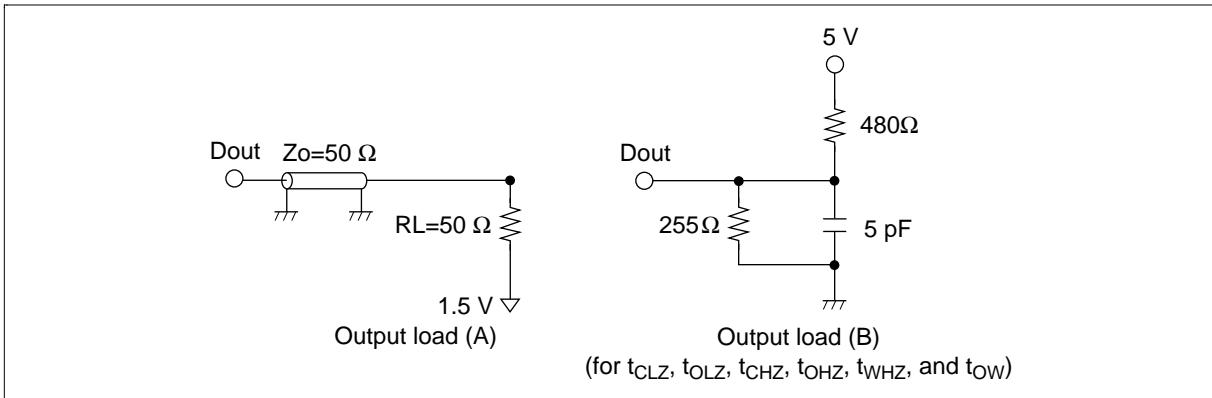 Dout
Zo=50 Ω
RL=50 Ω
1.5 V
Output load (A)
5 V
480Ω
Dout
255Ω
5 pF
Output load (B)
(for tCLZ, tOLZ, tCHZ, tOHZ, tWHZ, and tOW)